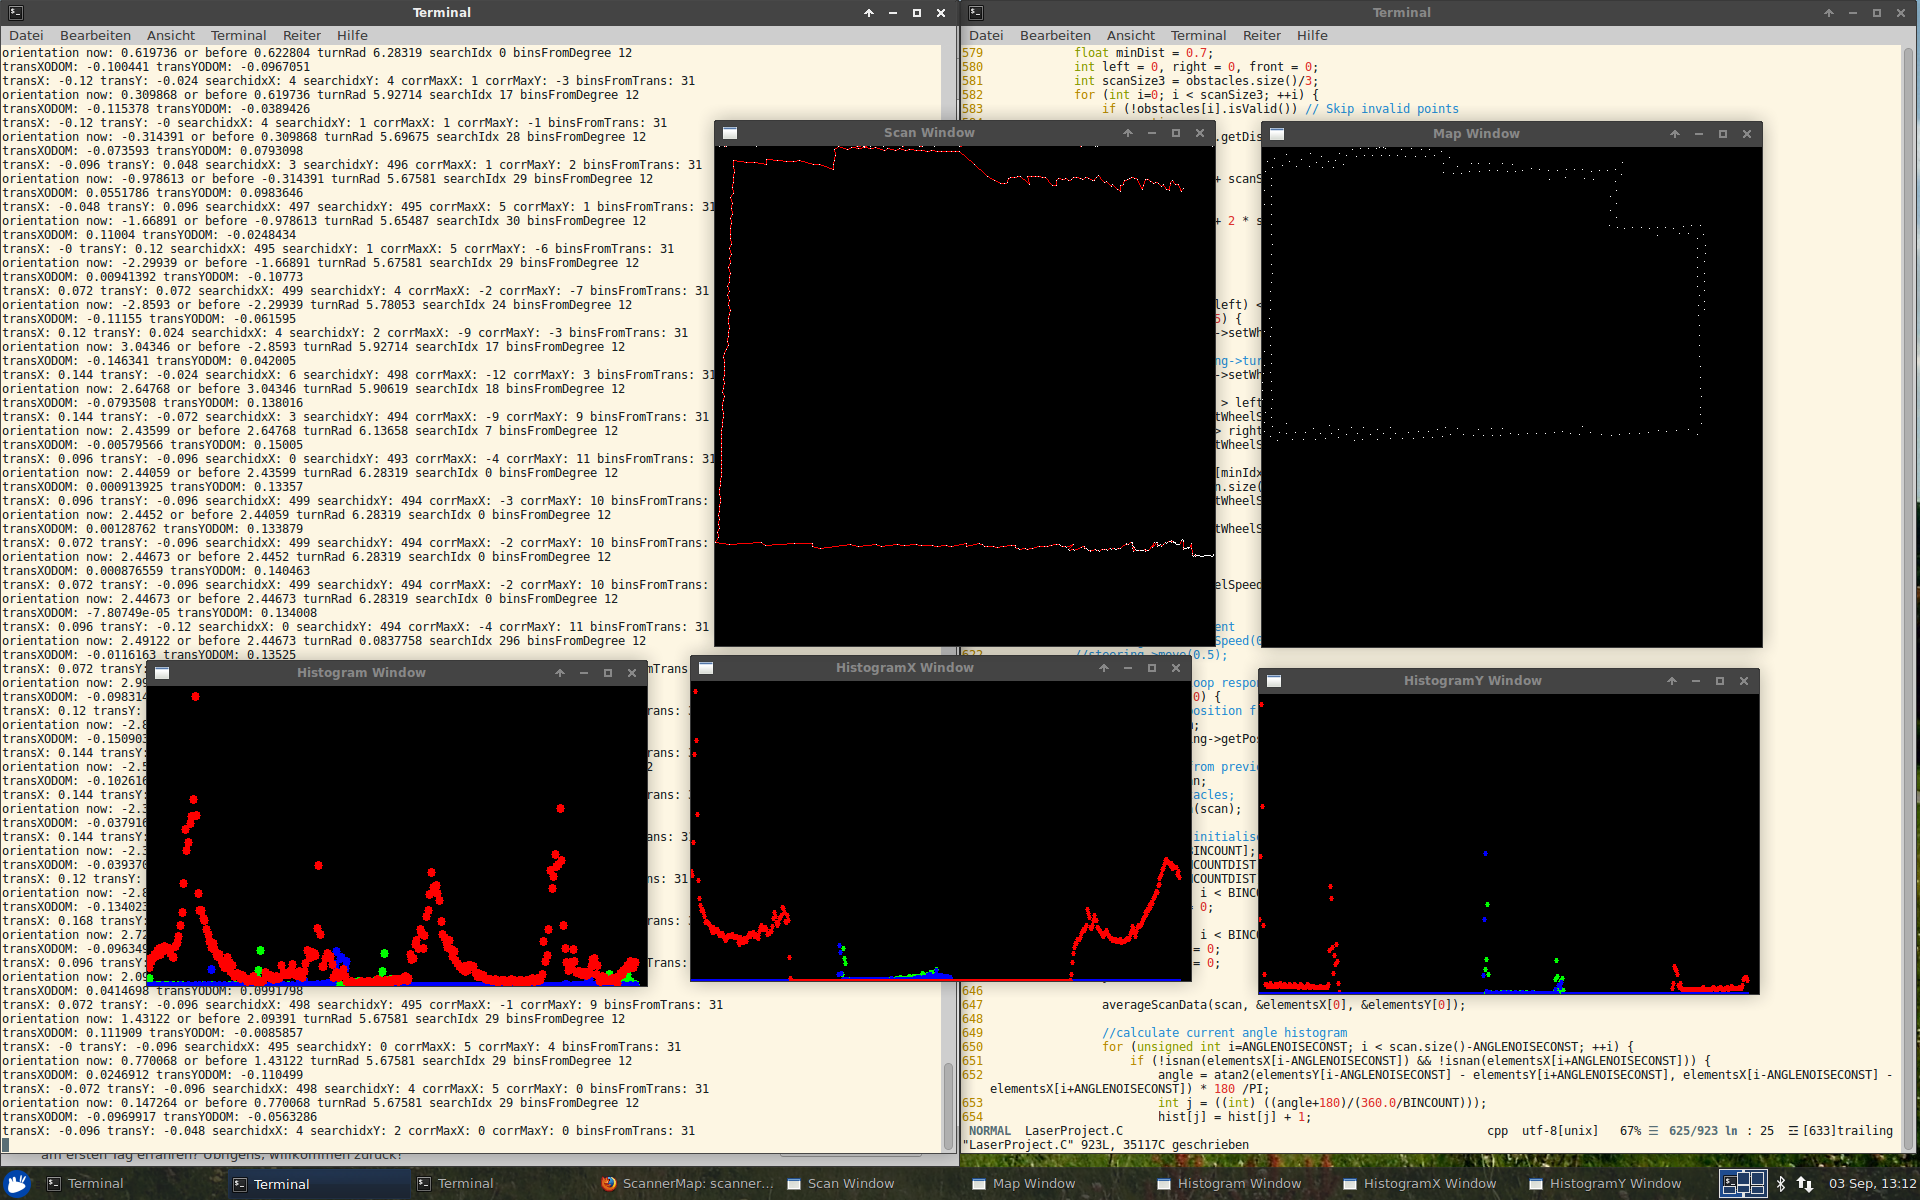 Terminal
Datei Bearbeiten Ansicht Terminal Reiter Hilfe
orientation now: 0.619736 or before 0.622804 turnRad 6.28319 searchIdx 0 binsFromDegree 12
transXODOM: -0.100441 transYODOM: -0.0967051
transX: -0.12 transY: -0.024 searchidxX: 4 searchidxY: 4 corrMaxX: 1 corrMaxY: -3 binsFromTrans: 31
orientation now: 0.309868 or before 0.619736 turnRad 5.92714 searchIdx 17 binsFromDegree 12
transXODOM: -0.115378 transYODOM: -0.0389426
transX: -0.12 transY: -0 searchidxX: 4 searchidxY: 1 corrMaxX: 1 corrMaxY: -1 binsFromTrans: 31
orientation now: -0.314391 or before 0.309868 turnRad 5.69675 searchIdx 28 binsFromDegree 12
transXODOM: -0.073593 transYODOM: 0.0793098
transX: -0.096 transY: 0.048 searchidxX: 3 searchidxY: 496 corrMaxX: 1 corrMaxY: 2 binsFromTrans: 31
orientation now: -0.978613 or before -0.314391 turnRad 5.67581 searchIdx 29 binsFromDegree 12
transXODOM: 0.0551786 transYODOM: 0.0983646
transX: -0.048 transY: 0.096 searchidxX: 497 searchidxY: 495 corrMaxX: 5 corrMaxY: 1 binsFromTrans: 31
orientation now: -1.66891 or before -0.978613 turnRad 5.65487 searchIdx 30 binsFromDegree 12
transXODOM: 0.11004 transYODOM: -0.0248434
transX: -0 transY: 0.12 searchidxX: 495 searchidxY: 1 corrMaxX: 5 corrMaxY: -6 binsFromTrans: 31
orientation now: -2.29939 or before -1.66891 turnRad 5.67581 searchIdx 29 binsFromDegree 12
transXODOM: 0.00941392 transYODOM: -0.10773
transX: 0.072 transY: 0.072 searchidxX: 499 searchidxY: 4 corrMaxX: -2 corrMaxY: -7 binsFromTrans: 31
orientation now: -2.8593 or before -2.29939 turnRad 5.78053 searchIdx 24 binsFromDegree 12
transXODOM: -0.11155 transYODOM: -0.061595
transX: 0.12 transY: 0.024 searchidxX: 4 searchidxY: 2 corrMaxX: -9 corrMaxY: -3 binsFromTrans: 31
orientation now: 3.04346 or before -2.8593 turnRad 5.92714 searchIdx 17 binsFromDegree 12
transXODOM: -0.146341 transYODOM: 0.042005
transX: 0.144 transY: -0.024 searchidxX: 6 searchidxY: 498 corrMaxX: -12 corrMaxY: 3 binsFromTrans: 31
orientation now: 2.64768 or before 3.04346 turnRad 5.90619 searchIdx 18 binsFromDegree 12
transXODOM: -0.0793508 transYODOM: 0.138016
transX: 0.144 transY: -0.072 searchidxX: 3 searchidxY: 494 corrMaxX: -9 corrMaxY: 9 binsFromTrans: 31
orientation now: 2.43599 or before 2.64768 turnRad 6.13658 searchIdx 7 binsFromDegree 12
transXODOM: -0.00579566 transYODOM: 0.15005
transX: 0.096 transY: -0.096 searchidxX: 0 searchidxY: 493 corrMaxX: -4 corrMaxY: 11 binsFromTrans: 31
orientation now: 2.44059 or before 2.43599 turnRad 6.28319 searchIdx 0 binsFromDegree 12
transXODOM: 0.000913925 transYODOM: 0.13357
transX: 0.096 transY: -0.096 searchidxX: 499 searchidxY: 494 corrMaxX: -3 corrMaxY: 10 binsFromTrans:
orientation now: 2.4452 or before 2.44059 turnRad 6.28319 searchIdx 0 binsFromDegree 12
transXODOM: 0.00128762 transYODOM: 0.133879
transX: 0.072 transY: -0.096 searchidxX: 499 searchidxY: 494 corrMaxX: -2 corrMaxY: 10 binsFromTrans:
orientation now: 2.44673 or before 2.4452 turnRad 6.28319 searchIdx 0 binsFromDegree 12
transXODOM: 0.000876559 transYODOM: 0.140463
transX: 0.072 transY: -0.096 searchidxX: 499 searchidxY: 494 corrMaxX: -2 corrMaxY: 10 binsFromTrans:
orientation now: 2.44673 or before 2.44673 turnRad 6.28319 searchIdx 0 binsFromDegree 12
transXODOM: -7.80749e-05 transYODOM: 0.134008
transX: 0.096 transY: -0.12 searchidxX: 0 searchidxY: 494 corrMaxX: -4 corrMaxY: 11 binsFromTrans: 31
orientation now: 2.49122 or before 2.44673 turnRad 0.0837758 searchIdx 296 binsFromDegree 12
transXODOM: -0.0116163 transYODOM: 0.13525
transX: 0.072 transY
orientation now: 2.99
transXODOM: -0.098314
transX: 0.12 transY:
orientation now: -2.8
transXODOM: -0.150903
transX: 0.144 transY:
orientation now: -2.5
transXODOM: -0.102616
transX: 0.144 transY:
orientation now: -2.3
transXODOM: -0.037916
transX: 0.144 transY:
orientation now: -2.3
transXODOM: -0.039370
transX: 0.12 transY:
orientation now: -2.8
transXODOM: -0.134023
transX: 0.168 transY:
orientation now: 2.72
transXODOM: -0.096349
transX: 0.096 transY:
orientation now: 2.09
transXODOM: 0.0414698 transYODOM: 0.0991798
transX: 0.072 transY: -0.096 searchidxX: 498 searchidxY: 495 corrMaxX: -1 corrMaxY: 9 binsFromTrans: 31
orientation now: 1.43122 or before 2.09391 turnRad 5.67581 searchIdx 29 binsFromDegree 12
transXODOM: 0.111909 transYODOM: -0.0085857
transX: -0 transY: -0.096 searchidxX: 495 searchidxY: 0 corrMaxX: 5 corrMaxY: 4 binsFromTrans: 31
orientation now: 0.770068 or before 1.43122 turnRad 5.67581 searchIdx 29 binsFromDegree 12
transXODOM: 0.0246912 transYODOM: -0.110499
transX: -0.072 transY: -0.096 searchidxX: 498 searchidxY: 4 corrMaxX: 5 corrMaxY: 0 binsFromTrans: 31
orientation now: 0.147264 or before 0.770068 turnRad 5.67581 searchIdx 29 binsFromDegree 12
transXODOM: -0.0969917 transYODOM: -0.0563286
transX: -0.096 transY: -0.048 searchidxX: 4 searchidxY: 2 corrMaxX: 0 corrMaxY: 0 binsFromTrans: 31
Terminal
Datei Bearbeiten Ansicht Terminal Reiter Hilfe
579 float minDist = 0.7;
580 int left = 0, right = 0, front = 0;
581 int scanSize3 = obstacles.size()/3;
582 for (int i=0; i < scanSize3; ++i) {
583 if (!obstacles[i].isValid()) // Skip invalid points
Scan Window
Map Window
Histogram Window
HistogramX Window
HistogramY Window
646
647 averageScanData(scan, &elementsX[0], &elementsY[0]);
648
649 //calculate current angle histogram
650 for (unsigned int i=ANGLENOISECONST; i < scan.size()-ANGLENOISECONST; ++i) {
651 if (!isnan(elementsX[i-ANGLENOISECONST]) && !isnan(elementsX[i+ANGLENOISECONST])) {
652 angle = atan2(elementsY[i-ANGLENOISECONST] - elementsY[i+ANGLENOISECONST], elementsX[i-ANGLENOISECONST] -
elementsX[i+ANGLENOISECONST]) * 180 /PI;
653 int j = ((int) ((angle+180)/(360.0/BINCOUNT)));
654 hist[j] = hist[j] + 1;
NORMAL LaserProject.C cpp utf-8[unix] 67% ☰ 625/923 ln : 25 ☲ [633]trailing
"LaserProject.C" 923L, 35117C geschrieben
Terminal
Terminal
Terminal
ScannerMap: scanner...
Scan Window
Map Window
Histogram Window
HistogramX Window
HistogramY Window
03 Sep, 13:12